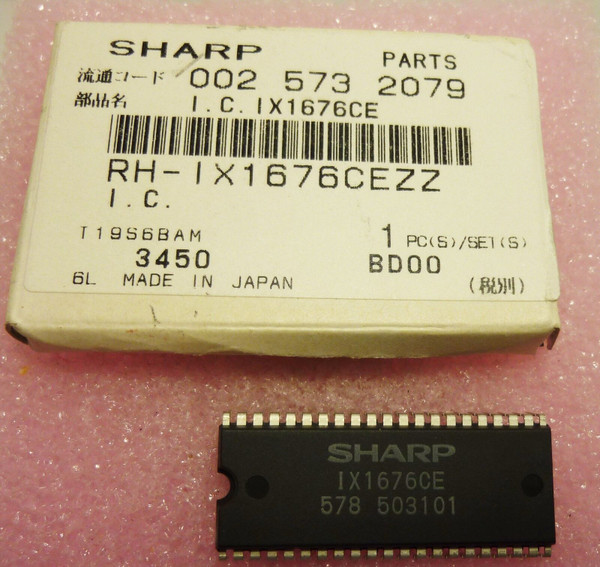 SHARP PARTS
流通コード 002 573 2079
部品名 I.C. IX1676CE
RH-IX1676CEZZ
I.C.
T19S6BAM 1 PC(S)/SET(S)
3450 BD00
6L MADE IN JAPAN (税別)
SHARP
IX1676CE
578 503101